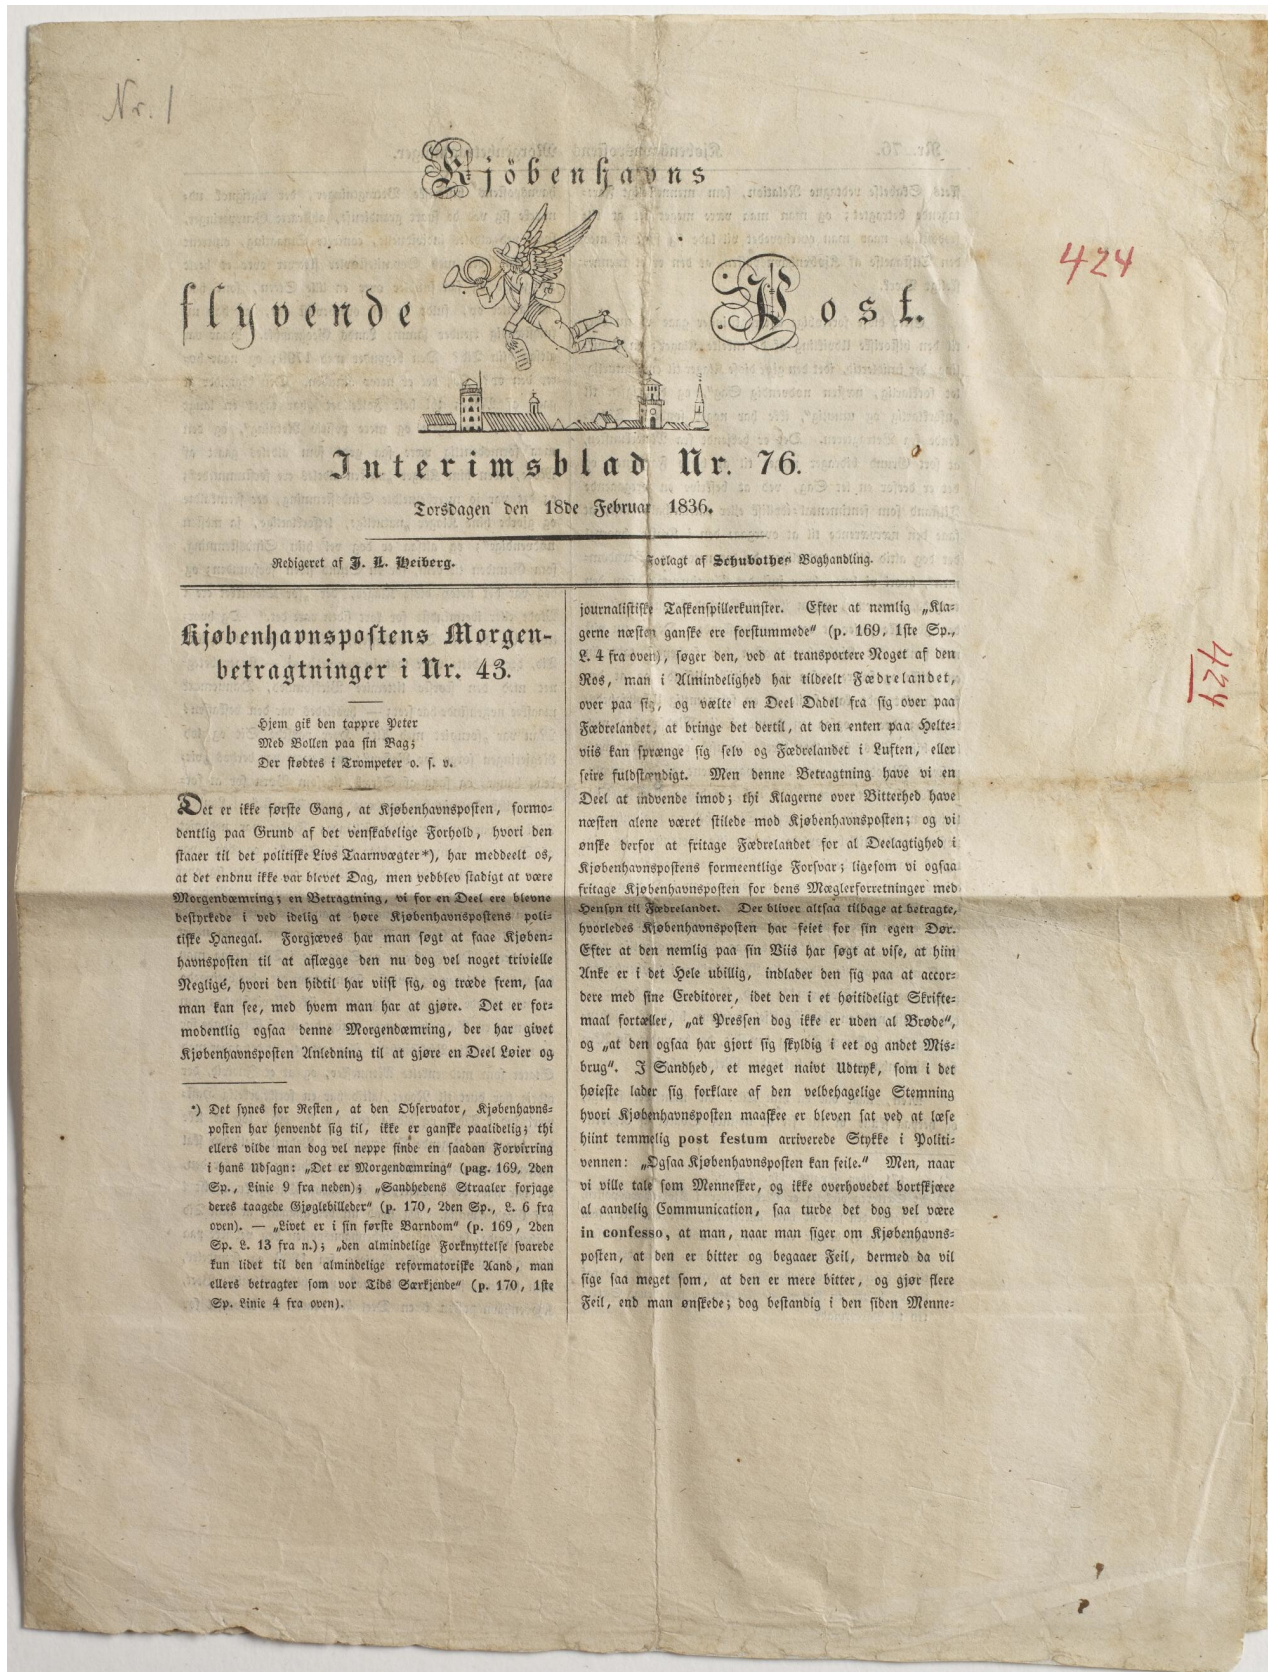 Nr. 1
Kjöbenhavns
flyvende Post.
424
Interimsblad Nr. 76.
Torsdagen den 18de Februar 1836.
Redigeret af J. L. Heiberg.
Forlagt af Schubothes Boghandling.
Kjøbenhavnspostens Morgen-
betragtninger i Nr. 43.
Hjem gik den tappre Peter
Med Bollen paa sin Bag;
Der stødtes i Trompeter o. s. v.
Det er ikke første Gang, at Kjøbenhavnsposten, formo-
dentlig paa Grund af det venskabelige Forhold, hvori den
staaer til det politiske Livs Taarnvægter*), har meddeelt os,
at det endnu ikke var blevet Dag, men vedblev stadigt at være
Morgendæmring; en Betragtning, vi for en Deel ere blevne
bestyrkede i ved idelig at høre Kjøbenhavnspostens poli-
tiske Hanegal. Forgjæves har man søgt at faae Kjøben-
havnsposten til at aflægge den nu dog vel noget trivielle
Negligé, hvori den hidtil har viist sig, og træde frem, saa
man kan see, med hvem man har at gjøre. Det er for-
modentlig ogsaa denne Morgendæmring, der har givet
Kjøbenhavnsposten Anledning til at gjøre en Deel Løier og
*) Det synes for Resten, at den Observator, Kjøbenhavns-
posten har henvendt sig til, ikke er ganske paalidelig; thi
ellers vilde man dog vel neppe finde en saadan Forvirring
i hans Udsagn: „Det er Morgendæmring“ (pag. 169, 2den
Sp., Linie 9 fra neden); „Sandhedens Straaler forjage
deres taagede Gjøglebilleder“ (p. 170, 2den Sp., L. 6 fra
oven). — „Livet er i sin første Barndom“ (p. 169, 2den
Sp. L. 13 fra n.); „den almindelige Forknyttelse svarede
kun lidet til den almindelige reformatoriske Aand, man
ellers betragter som vor Tids Særkjende“ (p. 170, 1ste
Sp. Linie 4 fra oven).
journalistiske Taskenspillerkunster. Efter at nemlig „Kla-
gerne næsten ganske ere forstummede“ (p. 169, 1ste Sp.,
L. 4 fra oven), søger den, ved at transportere Noget af den
Ros, man i Almindelighed har tildeelt Fædrelandet,
over paa sig, og vælte en Deel Dadel fra sig over paa
Fædrelandet, at bringe det dertil, at den enten paa Helte-
viis kan sprænge sig selv og Fædrelandet i Luften, eller
seire fuldstændigt. Men denne Betragtning have vi en
Deel at indvende imod; thi Klagerne over Bitterhed have
næsten alene været stilede mod Kjøbenhavnsposten; og vi
ønske derfor at fritage Fædrelandet for al Deelagtighed i
Kjøbenhavnspostens formeentlige Forsvar; ligesom vi ogsaa
fritage Kjøbenhavnsposten for dens Mæglerforretninger med
Hensyn til Fædrelandet. Der bliver altsaa tilbage at betragte,
hvorledes Kjøbenhavnsposten har feiet for sin egen Dør.
Efter at den nemlig paa sin Viis har søgt at vise, at hiin
Anke er i det Hele ubillig, indlader den sig paa at accor-
dere med sine Creditorer, idet den i et høitideligt Skrifte-
maal fortæller, „at Pressen dog ikke er uden al Brøde“,
og „at den ogsaa har gjort sig skyldig i eet og andet Mis-
brug“. I Sandhed, et meget naivt Udtryk, som i det
høieste lader sig forklare af den velbehagelige Stemning
hvori Kjøbenhavnsposten maaskee er bleven sat ved at læse
hiint temmelig post festum arriverede Stykke i Politi-
vennen: „Ogsaa Kjøbenhavnsposten kan feile.“ Men, naar
vi ville tale som Mennesker, og ikke overhovedet bortskjære
al aandelig Communication, saa turde det dog vel være
in confesso, at man, naar man siger om Kjøbenhavns-
posten, at den er bitter og begaaer Feil, dermed da vil
sige saa meget som, at den er mere bitter, og gjør flere
Feil, end man ønskede; dog bestandig i den siden Menne-
424